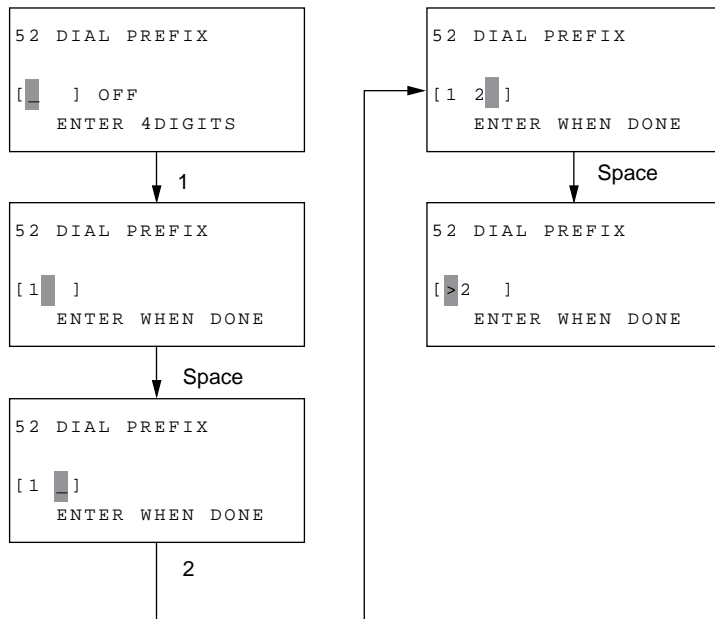 52 DIAL PREFIX
[_ ] OFF
ENTER 4DIGITS
1
52 DIAL PREFIX
[1 ]
ENTER WHEN DONE
Space
52 DIAL PREFIX
[1 _]
ENTER WHEN DONE
2
52 DIAL PREFIX
[1 2 ]
ENTER WHEN DONE
Space
52 DIAL PREFIX
[>2 ]
ENTER WHEN DONE